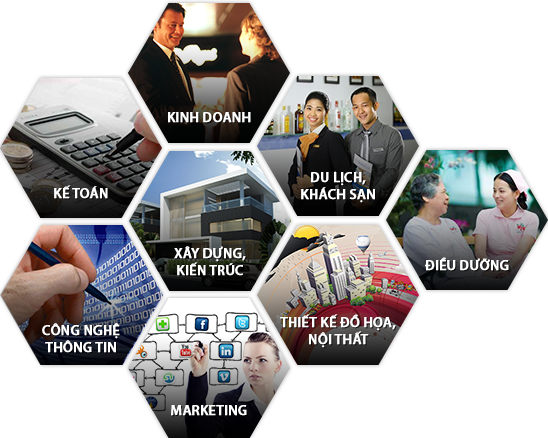 KINH DOANH
KẾ TOÁN
DU LỊCH,
KHÁCH SẠN
XÂY DỰNG,
KIẾN TRÚC
ĐIỀU DƯỠNG
CÔNG NGHỆ
THÔNG TIN
THIẾT KẾ ĐỒ HỌA,
NỘI THẤT
MARKETING